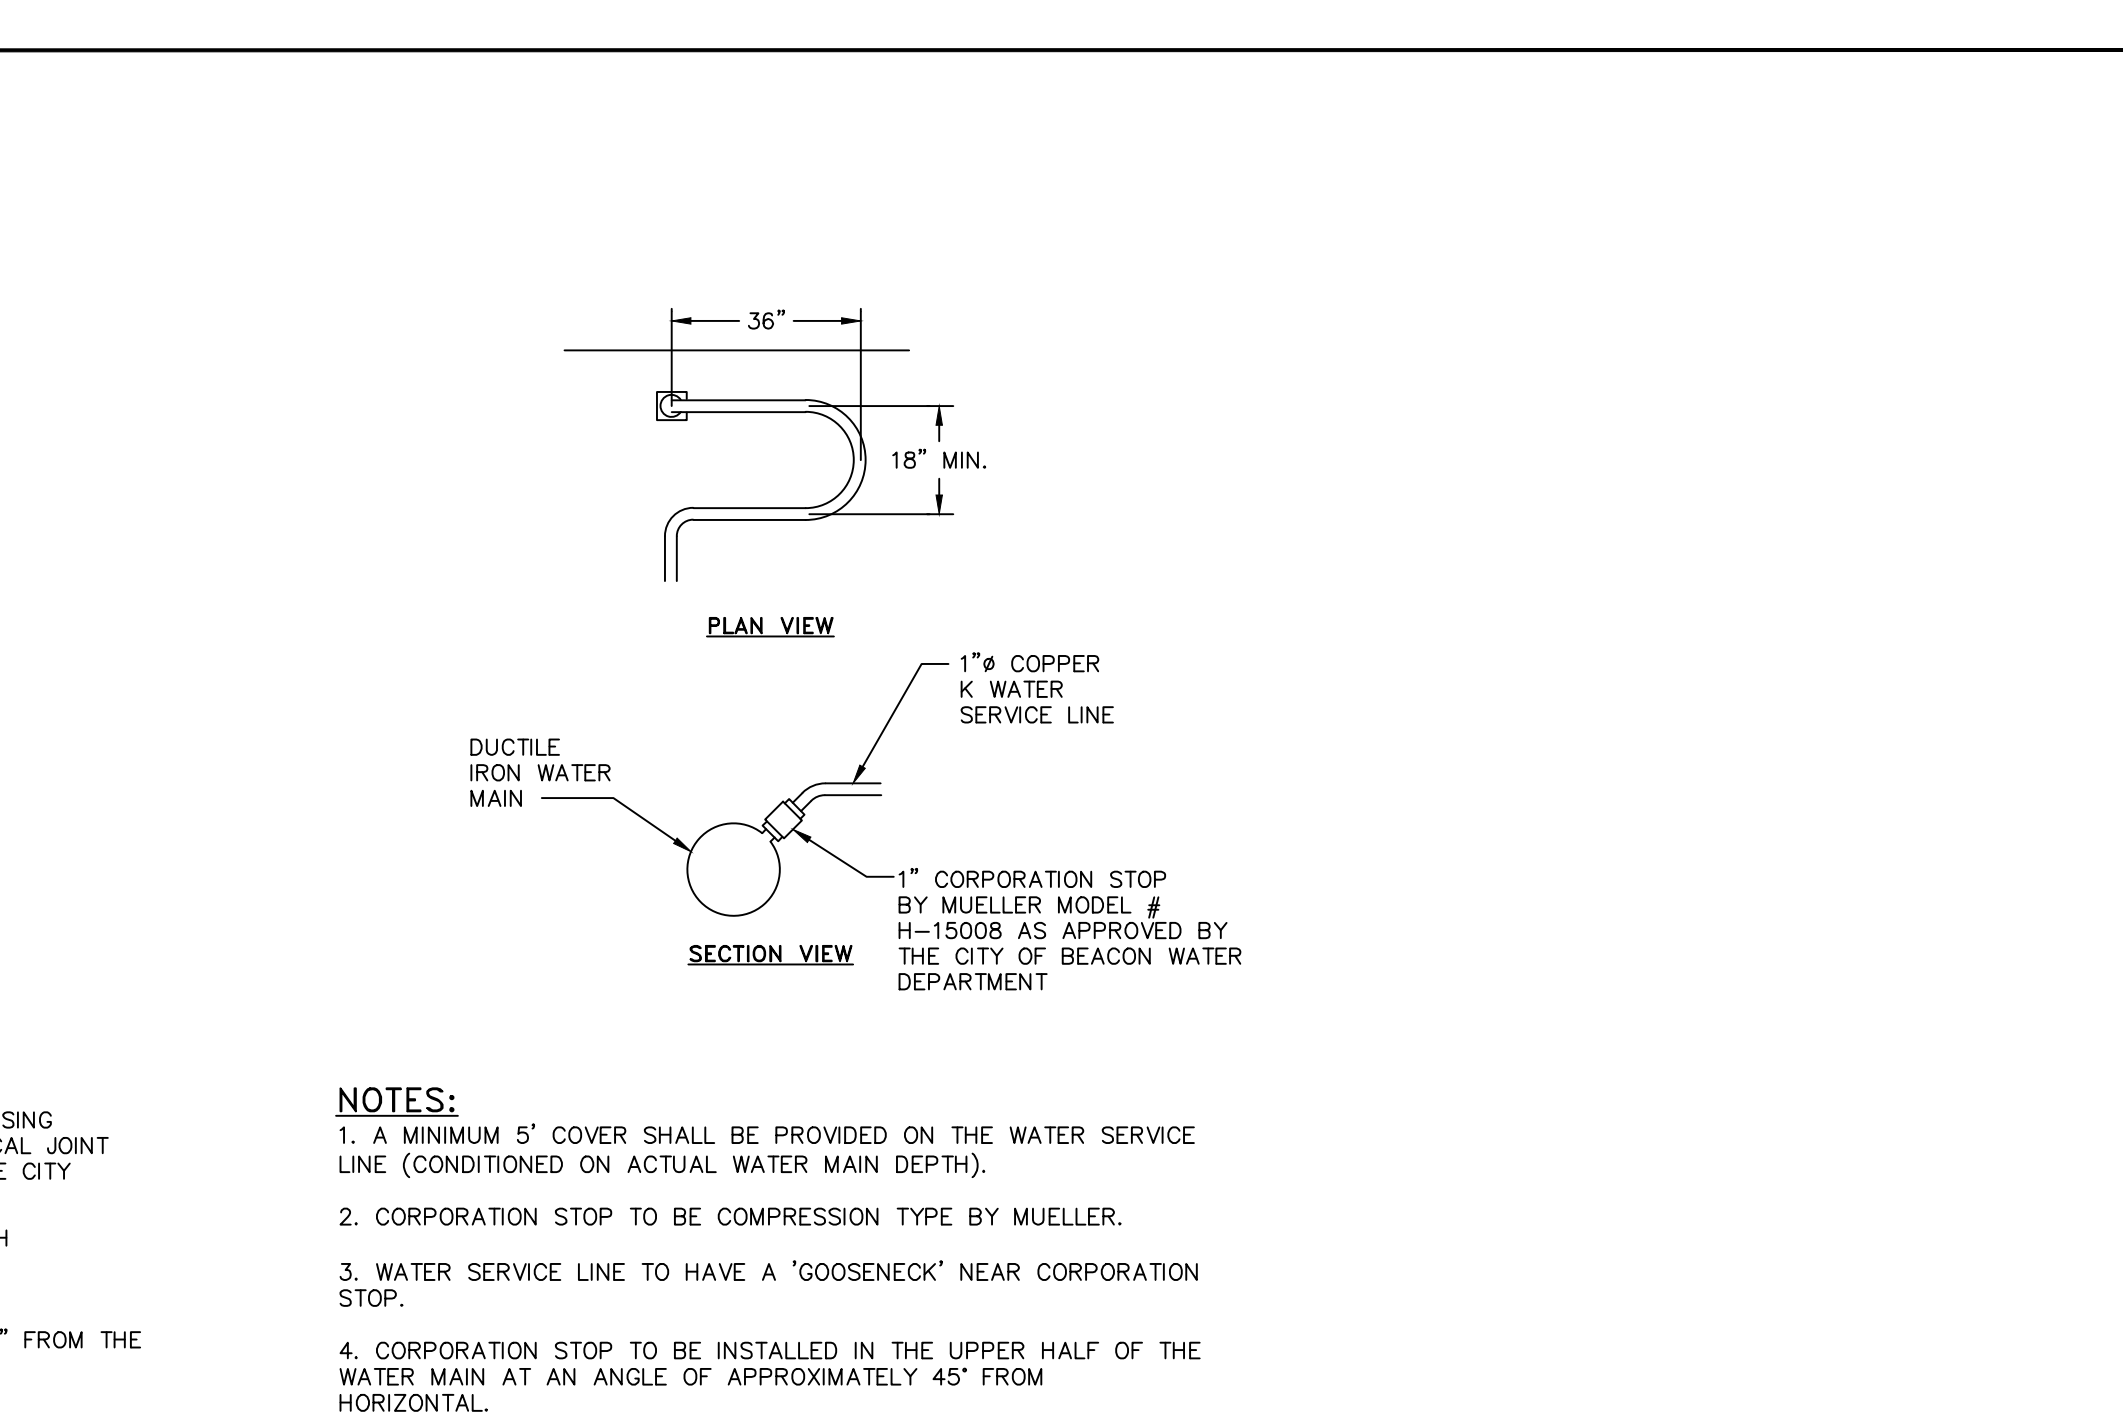 36"
18" MIN.
PLAN VIEW
1"ø COPPER
K WATER
SERVICE LINE
DUCTILE
IRON WATER
MAIN
1" CORPORATION STOP
BY MUELLER MODEL #
H-15008 AS APPROVED BY
THE CITY OF BEACON WATER
DEPARTMENT
SECTION VIEW
SING
CAL JOINT
E CITY
H
" FROM THE
NOTES:
1. A MINIMUM 5' COVER SHALL BE PROVIDED ON THE WATER SERVICE
LINE (CONDITIONED ON ACTUAL WATER MAIN DEPTH).
2. CORPORATION STOP TO BE COMPRESSION TYPE BY MUELLER.
3. WATER SERVICE LINE TO HAVE A 'GOOSENECK' NEAR CORPORATION
STOP.
4. CORPORATION STOP TO BE INSTALLED IN THE UPPER HALF OF THE
WATER MAIN AT AN ANGLE OF APPROXIMATELY 45° FROM
HORIZONTAL.